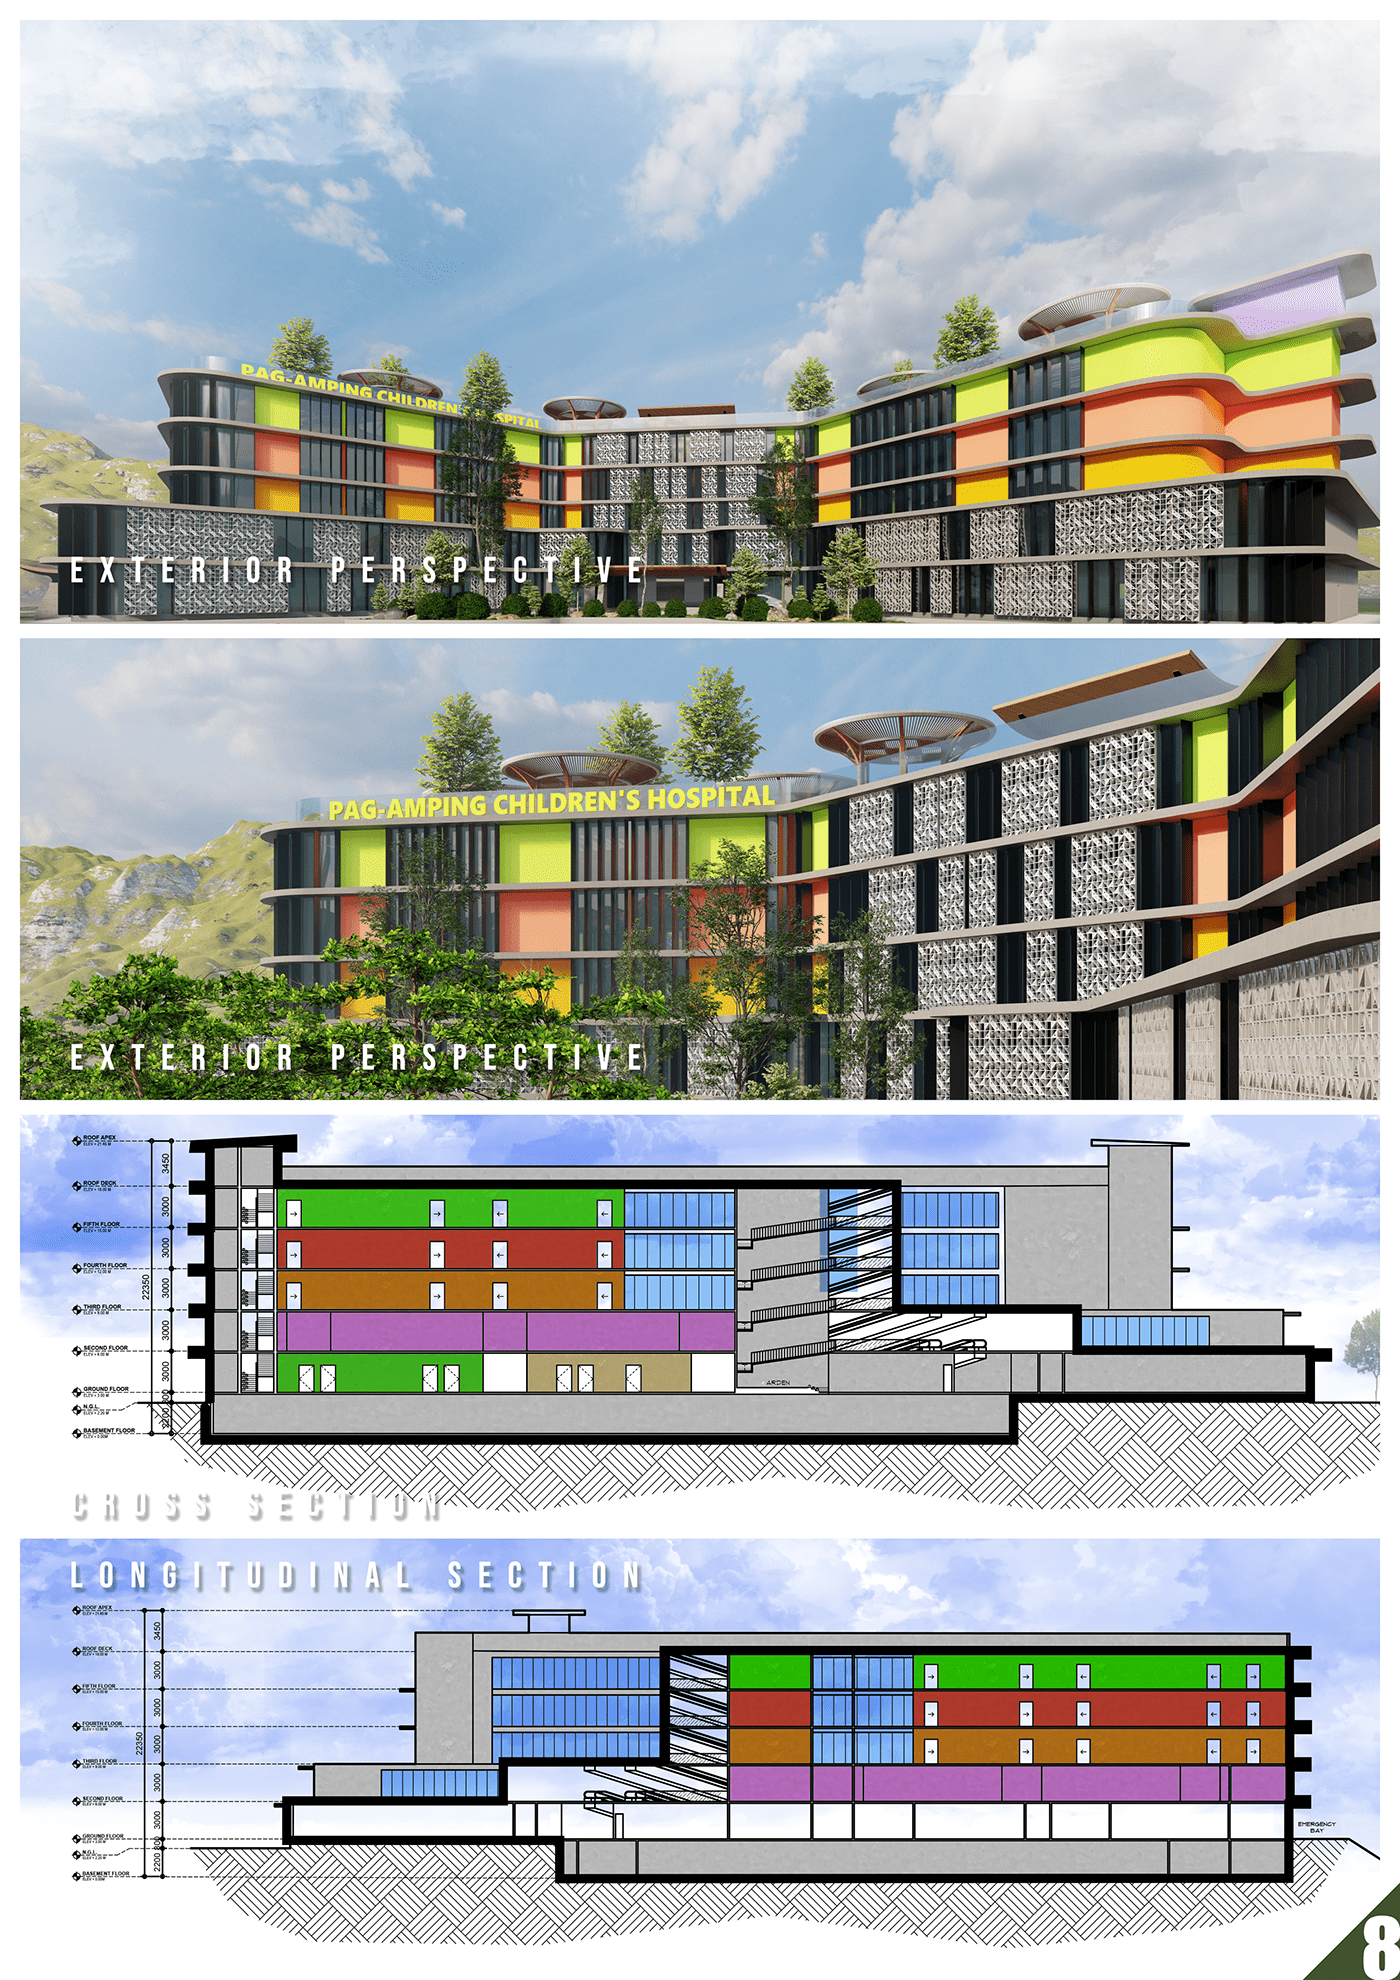 PAG-AMPING CHILDREN'S HOSPITAL
EXTERIOR PERSPECTIVE
PAG-AMPING CHILDREN'S HOSPITAL
EXTERIOR PERSPECTIVE
ROOF APEX
3450
ROOF DECK
3000
FIFTH FLOOR
3000
FOURTH FLOOR
22350
3000
THIRD FLOOR
3000
SECOND FLOOR
3000
GROUND FLOOR
800
N.G.L.
2200
BASEMENT FLOOR
ARDEN
CROSS SECTION
LONGITUDINAL SECTION
ROOF APEX
3450
ROOF DECK
3000
FIFTH FLOOR
3000
FOURTH FLOOR
22350
3000
THIRD FLOOR
3000
SECOND FLOOR
3000
GROUND FLOOR
800
N.G.L.
2200
BASEMENT FLOOR
EMERGENCY
BAY
8